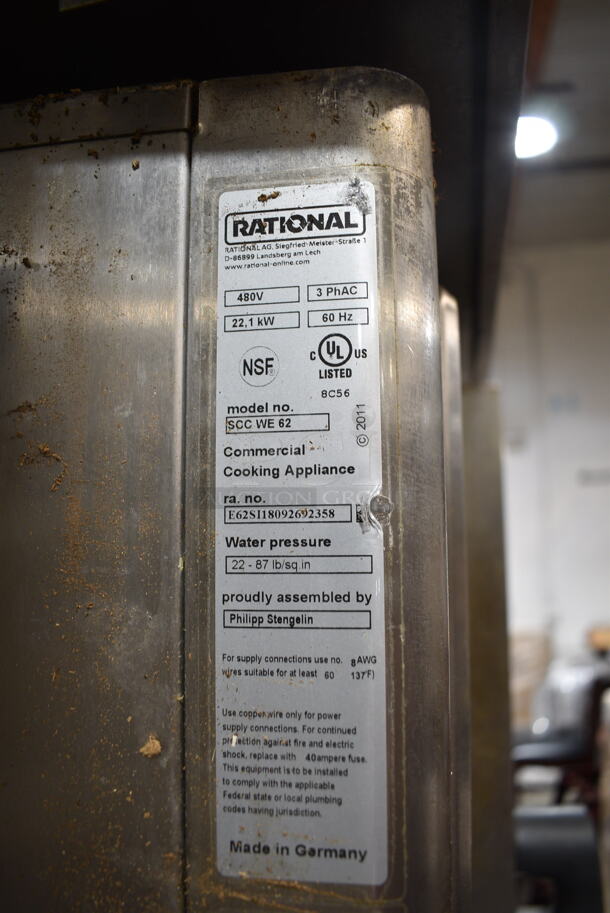 RATIONAL
RATIONAL AG, Siegfried-Meister-Straße 1
D-86899 Landsberg am Lech
www.rational-online.com
480V 3 PhAC
22,1 kW 60 Hz
NSF®
C UL US
LISTED
8C56
model no.
SCC WE 62
© 2011
Commercial
Cooking Appliance
AUCTION GROUP
ra. no.
E62SI18092692358
Water pressure
22 - 87 lb/sq.in
proudly assembled by
Philipp Stengelin
For supply connections use no. 8AWG
wires suitable for at least 60 137°F)
Use copper wire only for power
supply connections. For continued
protection against fire and electric
shock, replace with 40ampere fuse.
This equipment is to be installed
to comply with the applicable
Federal state or local plumbing
codes having jurisdiction.
Made in Germany